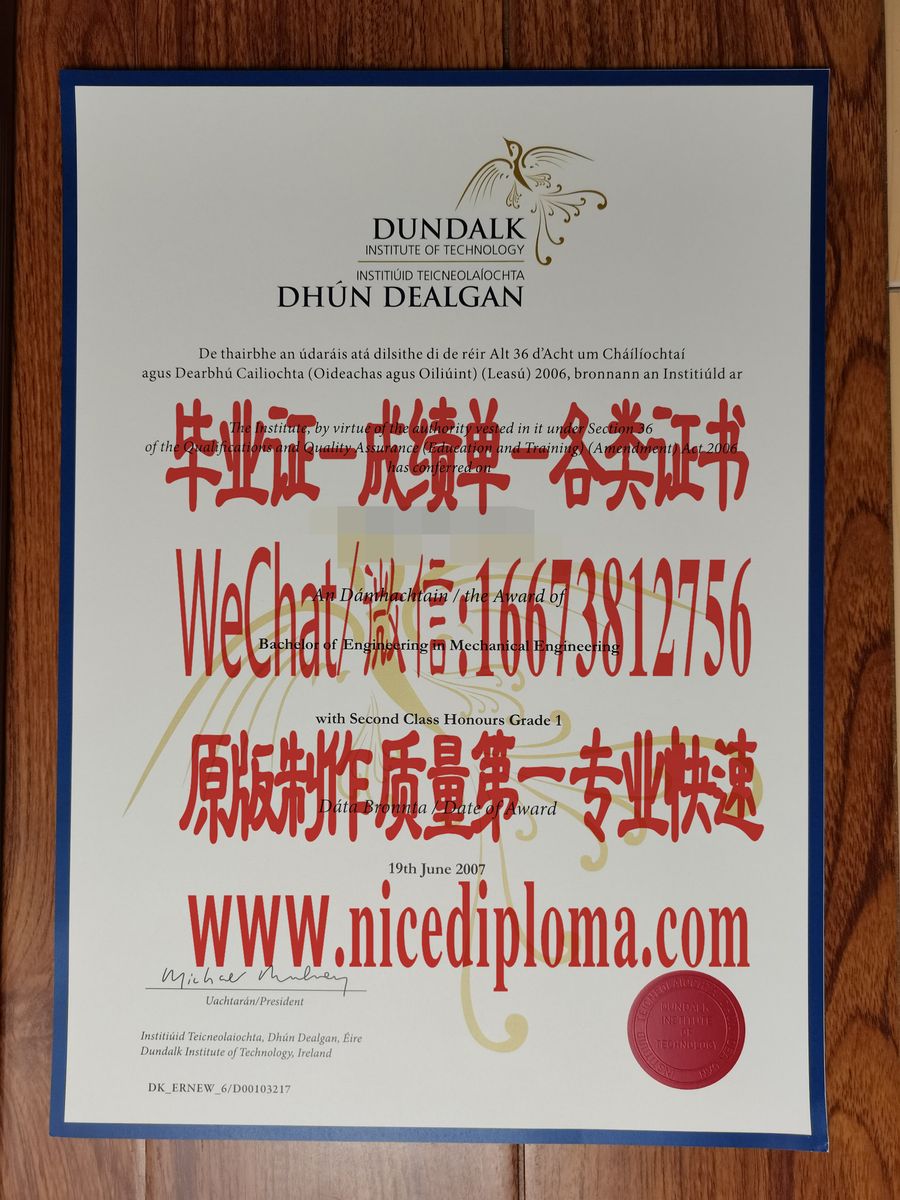 DUNDALK
INSTITUTE OF TECHNOLOGY
INSTITIÚID TEICNEOLAÍOCHTA
DHÚN DEALGAN
De thairbhe an údaráis atá dílsithe di de réir Alt 36 d’Acht um Cháilíochtaí
agus Dearbhú Cailiochta (Oideachas agus Oiliúint) (Leasú) 2006, bronnann an Institiúld ar
The Institute, by virtue of the authority vested in it under Section 36
of the Qualifications and Quality Assurance (Education and Training) (Amendment) Act 2006
has conferred on
毕业证—成绩单—各类证书
WeChat/微信:16673812756
An Dámhachtain / the Award of
Bachelor of Engineering in Mechanical Engineering
with Second Class Honours Grade 1
原版制作质量第一专业快速
Dáta Bronnta / Date of Award
19th June 2007
www.nicediploma.com
Uachtarán/President
Institiúid Teicneolaiochta, Dhún Dealgan, Éire
Dundalk Institute of Technology, Ireland
DK_ERNEW_6/D00103217
DUNDALK
INSTITUTE
OF
TECHNOLOGY